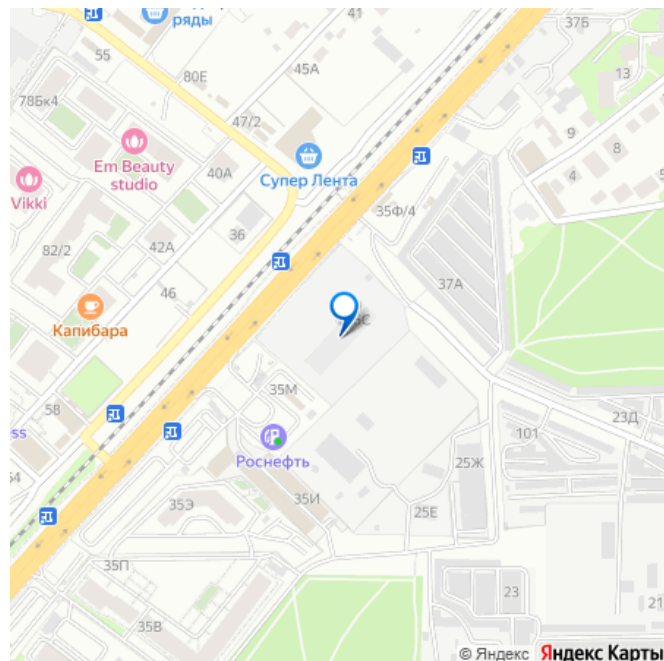 ряды
41
37Б
55
80Е
45А
13
78Бк4
47/2
9
8
Em Beauty
studio
40А
4
Супер Лента
Vikki
35Ф/4
36
42А
82/2
37А
46
Капибара
35М
58
23Д
101
Роснефть
25Ж
35И
35Э
25Е
35П
23
21
35В
© Яндекс Яндекс Карты